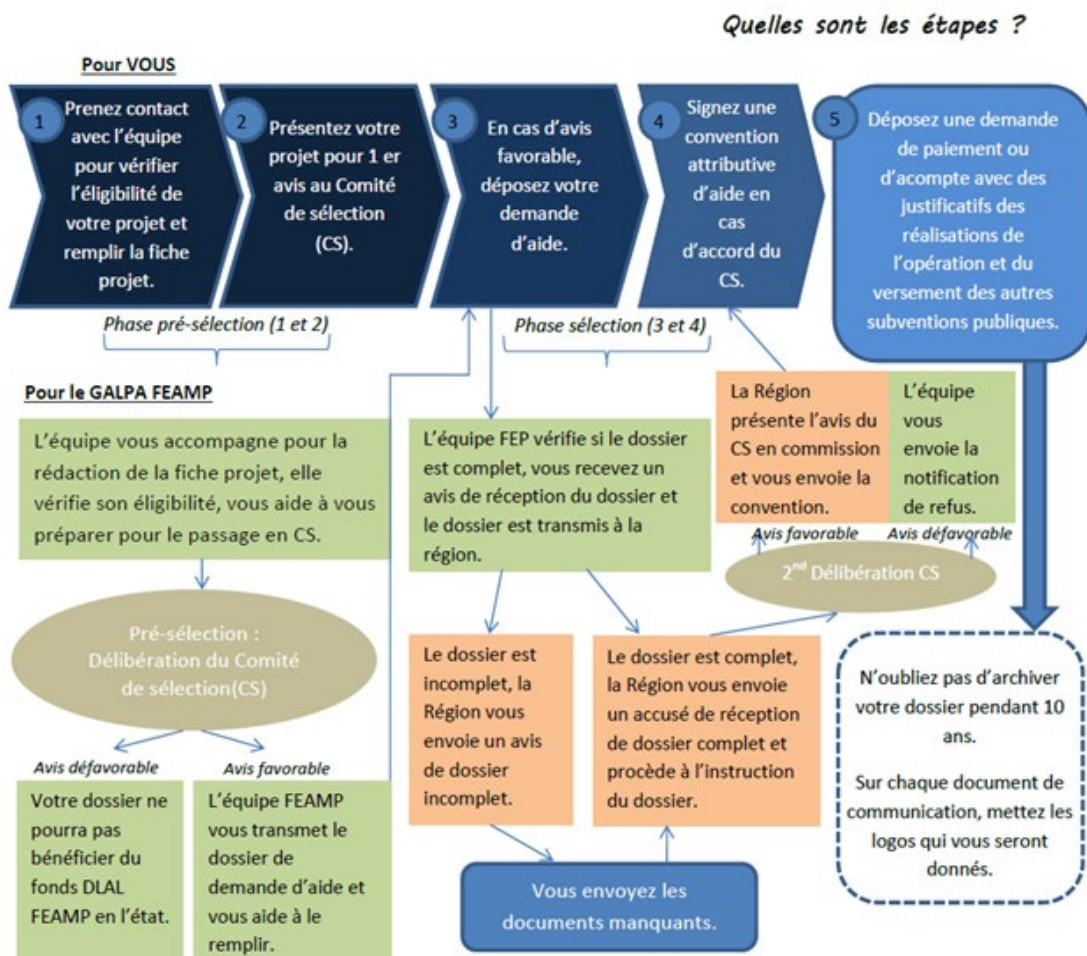 Quelles sont les étapes ?
Pour VOUS
1
Prenez contact
avec l'équipe
pour vérifier
l'éligibilité de
votre projet et
remplir la fiche
projet.
2
Présentez votre
projet pour 1 er
avis au Comité
de sélection
(CS).
3
En cas d'avis
favorable,
déposez votre
demande
d'aide.
4
Signez une
convention
attributive
d'aide en
cas
d'accord du
CS.
5
Déposez une demande
de paiement ou
d'acompte avec des
justificatifs des
réalisations de
l'opération et du
versement des autres
subventions publiques.
Phase pré-sélection (1 et 2)
Phase sélection (3 et 4)
Pour le GALPA FEAMP
L'équipe vous accompagne pour la
rédaction de la fiche projet, elle
vérifie son éligibilité, vous aide à vous
préparer pour le passage en CS.
Pré-sélection :
Délibération du Comité
de sélection(CS)
Avis défavorable
Avis favorable
Votre dossier ne
pourra pas
bénéficier du
fonds DLAL
FEAMP en l'état.
L'équipe FEAMP
vous transmet le
dossier de
demande d'aide et
vous aide à le
remplir.
L'équipe FEP vérifie si le dossier
est complet, vous recevez un
avis de réception du dossier et
le dossier est transmis à la
région.
Le dossier est
incomplet, la
Région vous
envoie un avis
de dossier
incomplet.
Le dossier est complet,
la Région vous envoie
un accusé de réception
de dossier complet et
procède à l'instruction
du dossier.
Vous envoyez les
documents manquants.
La Région
présente l'avis du
CS en commission
et vous envoie la
convention.
L'équipe
vous
envoie la
notification
de refus.
Avis favorable
Avis défavorable
2nd Délibération CS
N'oubliez pas d'archiver
votre dossier pendant 10
ans.
Sur chaque document de
communication, mettez les
logos qui vous seront
donnés.